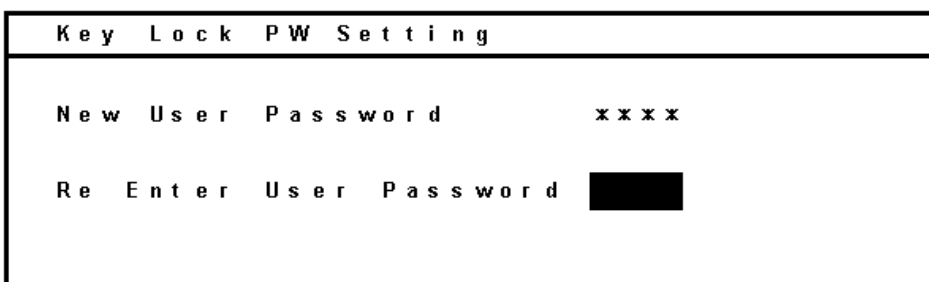 Key Lock PW Setting
New User Password ****
Re Enter User Password